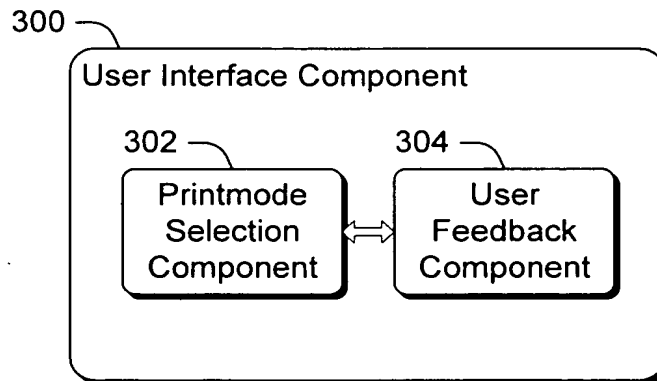 300
User Interface Component
302
304
Printmode
Selection
Component
User
Feedback
Component